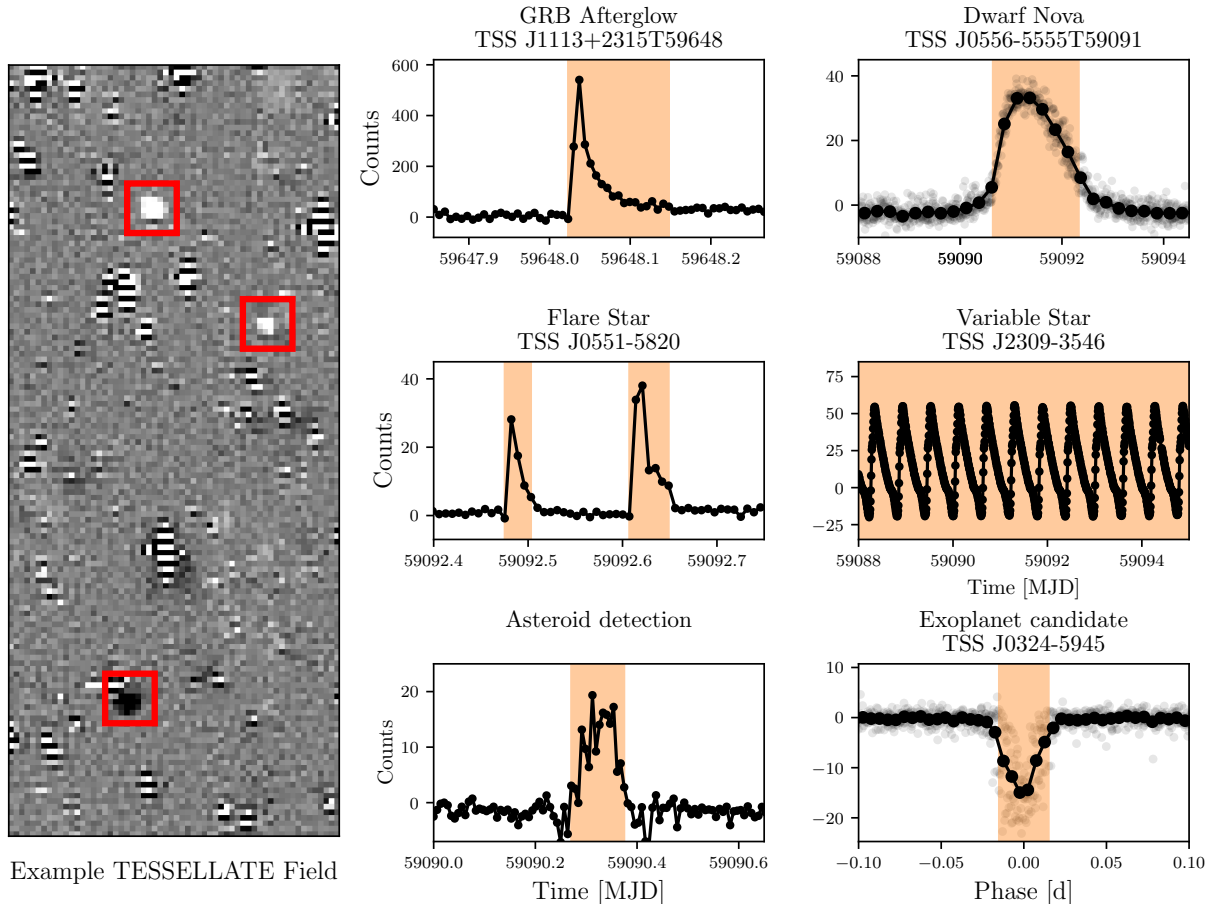 Example TESSELLATE Field
GRB Afterglow
TSS J1113+2315T59648
Counts
600
400
200
0
59647.9
59648.0
59648.1
59648.2
Dwarf Nova
TSS J0556-5555T59091
40
20
0
59088
59090
59092
59094
Flare Star
TSS J0551-5820
Counts
40
20
0
59092.4
59092.5
59092.6
59092.7
Variable Star
TSS J2309-3546
75
50
25
0
−25
59088
59090
59092
59094
Time [MJD]
Asteroid detection
Counts
20
10
0
59090.0
59090.2
59090.4
59090.6
Time [MJD]
Exoplanet candidate
TSS J0324-5945
10
0
−10
−20
−0.10
−0.05
0.00
0.05
0.10
Phase [d]